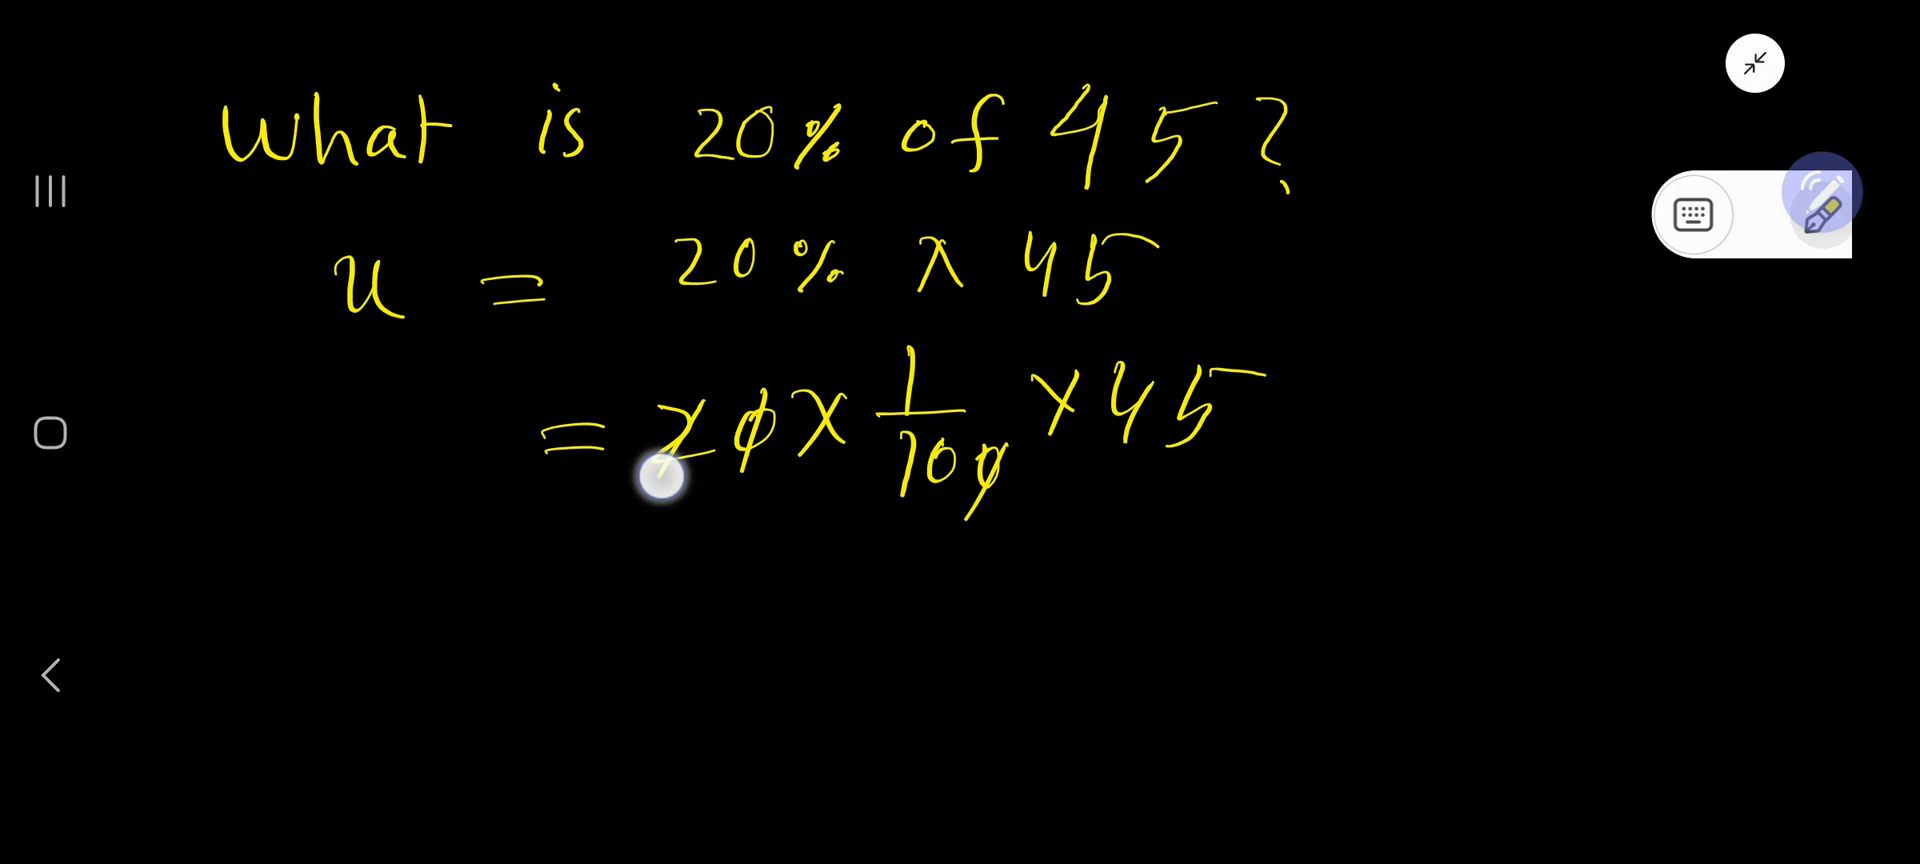 What is 20% of 45?
x = 20% × 45
= 20 × 1/100 × 45